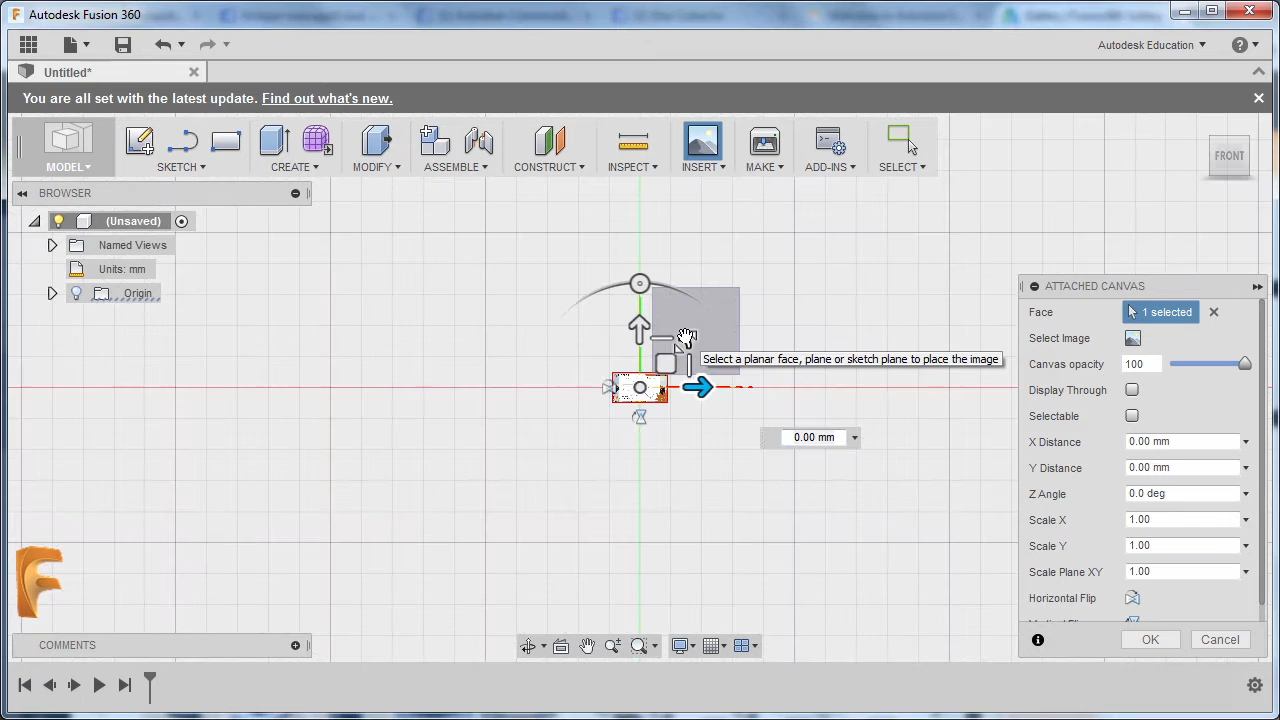 Autodesk Fusion 360
Autodesk Education
Untitled*
You are all set with the latest update. Find out what's new.
MODEL
SKETCH
CREATE
MODIFY
ASSEMBLE
CONSTRUCT
INSPECT
INSERT
MAKE
ADD-INS
SELECT
FRONT
BROWSER
(Unsaved)
Named Views
Units: mm
Origin
ATTACHED CANVAS
Face
1 selected
Select Image
Canvas opacity
100
Display Through
Selectable
X Distance
0.00 mm
Y Distance
0.00 mm
Z Angle
0.0 deg
Scale X
1.00
Scale Y
1.00
Scale Plane XY
1.00
Horizontal Flip
OK
Cancel
Select a planar face, plane or sketch plane to place the image
0.00 mm
COMMENTS